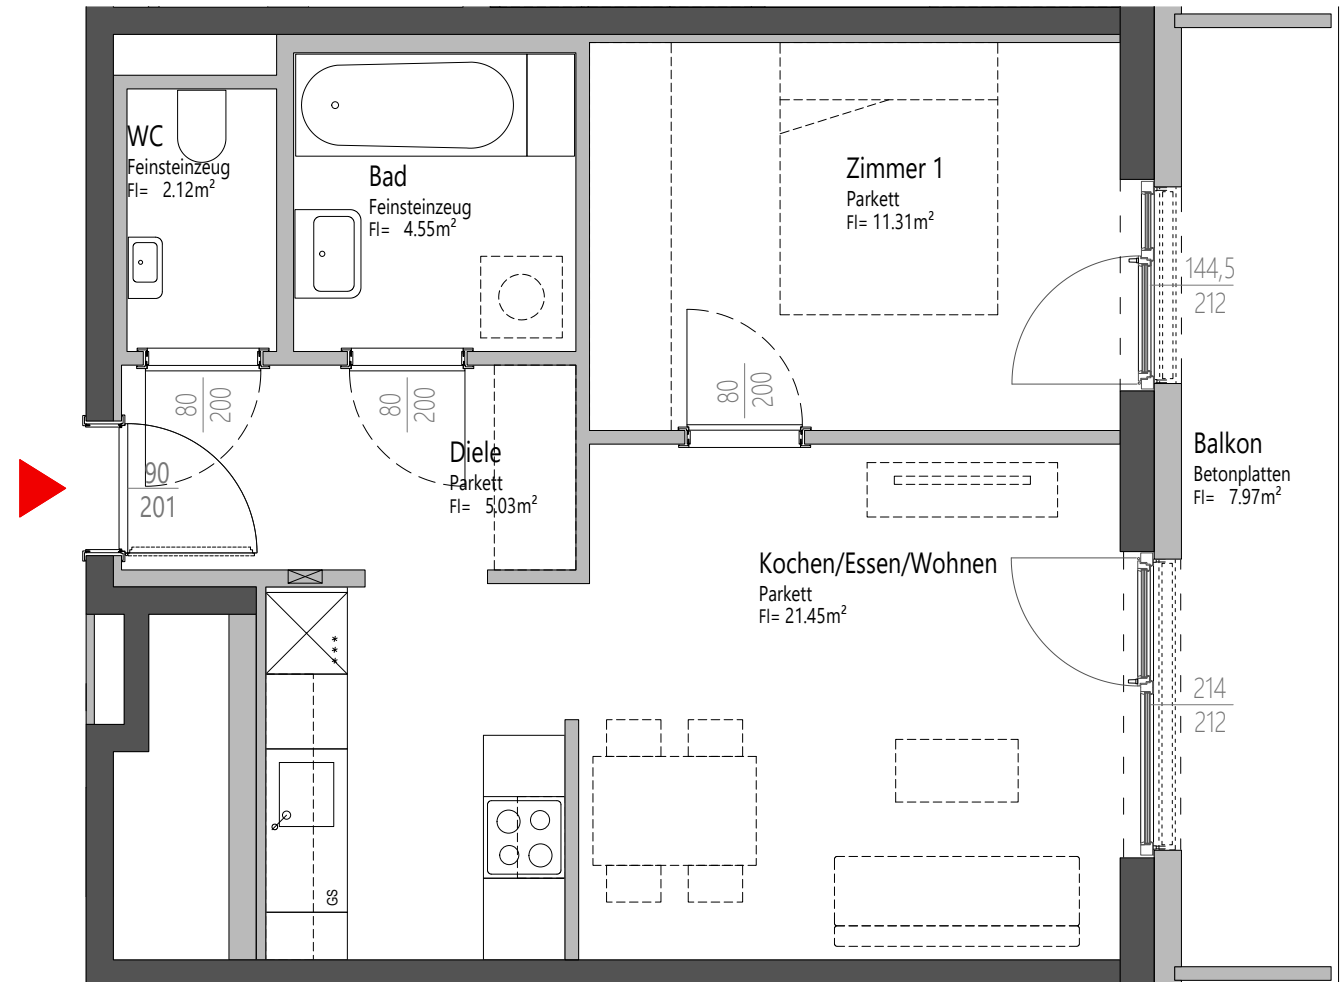 WC
Feinsteinzeug
Fl= 2.12m²
Bad
Feinsteinzeug
Fl= 4.55m²
Zimmer 1
Parkett
Fl= 11.31m²
144,5
212
80
200
80
200
80
200
90
201
Diele
Parkett
Fl= 5.03m²
Balkon
Betonplatten
Fl= 7.97m²
Kochen/Essen/Wohnen
Parkett
Fl= 21.45m²
***
214
212
GS